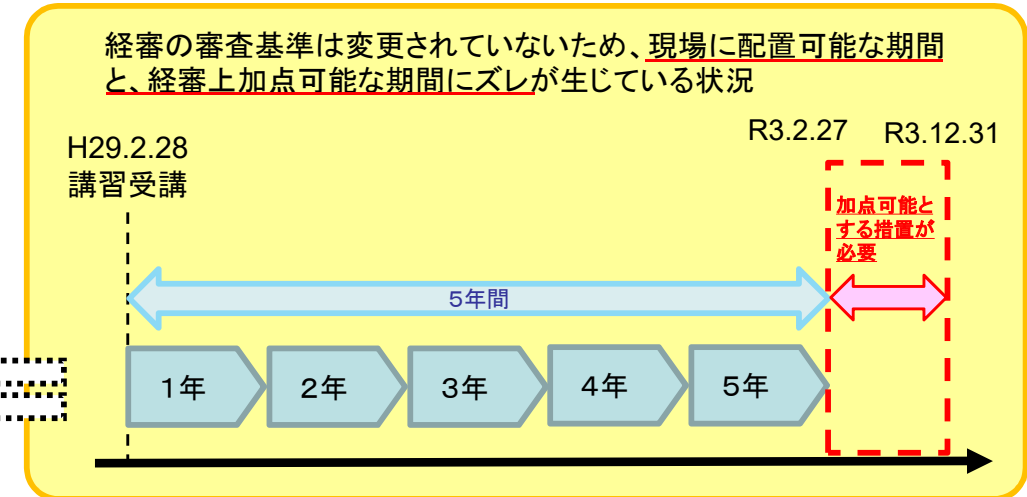 経審の審査基準は変更されていないため、現場に配置可能な期間
と、経審上加点可能な期間にズレが生じている状況
H29.2.28
講習受講
R3.2.27
R3.12.31
加点可能と
する措置が
必要
5年間
1年
2年
3年
4年
5年